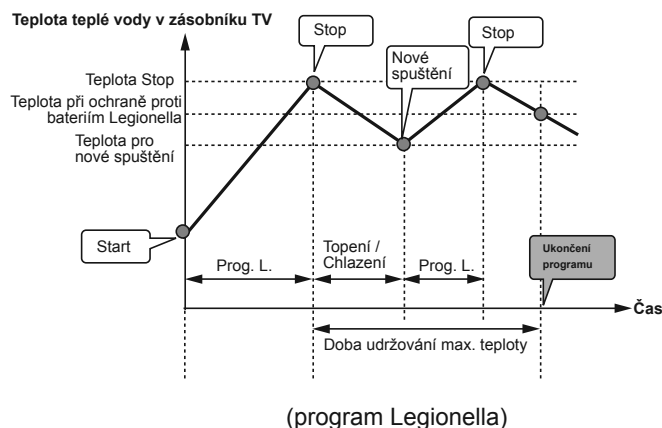 Teplota teplé vody v zásobníku TV
Stop
Stop
Nové
spuštění
Teplota Stop
Teplota při ochraně proti
bateriím Legionella
Teplota pro
nové spuštění
Start
Prog. L.
Topení /
Chlazení
Prog. L.
Ukončení
programu
Čas
Doba udržování max. teploty
(program Legionella)